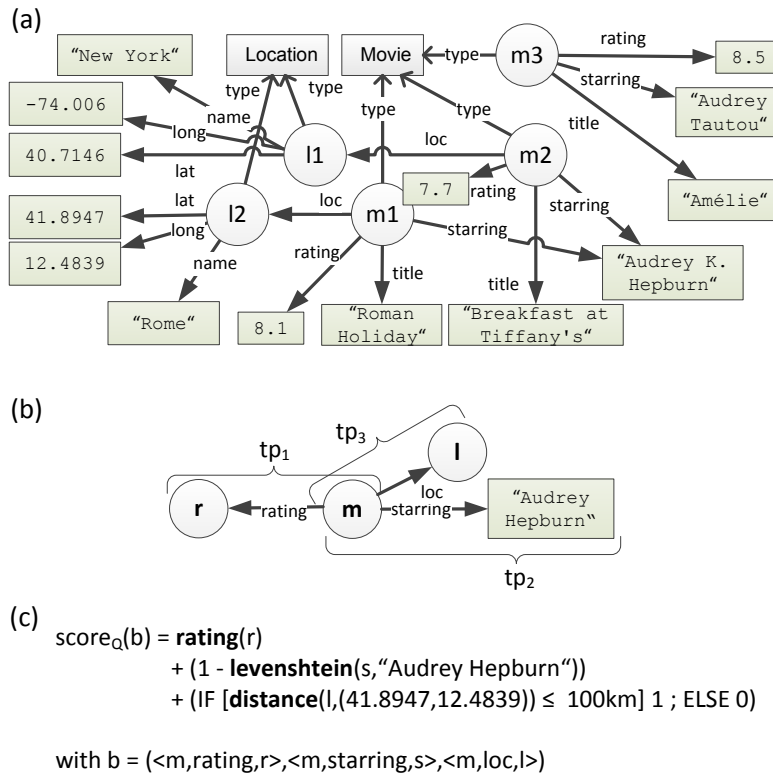 (a)
"New York"
Location
Movie
type
m3
rating
8.5
starring
"Audrey
Tautou"
-74.006
type
type
type
type
title
name
long
40.7146
l1
loc
m2
lat
7.7
rating
"Amélie"
41.8947
lat
l2
loc
m1
starring
long
starring
12.4839
name
rating
title
title
"Audrey K.
Hepburn"
"Rome"
8.1
"Roman
Holiday"
"Breakfast at
Tiffany's"
(b)
tp3
tp1
l
r
rating
m
loc
starring
"Audrey
Hepburn"
tp2
(c)
scoreQ(b) = rating(r)
+ (1 - levenshtein(s,"Audrey Hepburn"))
+ (IF [distance(l,(41.8947,12.4839)) ≤ 100km] 1 ; ELSE 0)
with b = (<m,rating,r>,<m,starring,s>,<m,loc,l>)